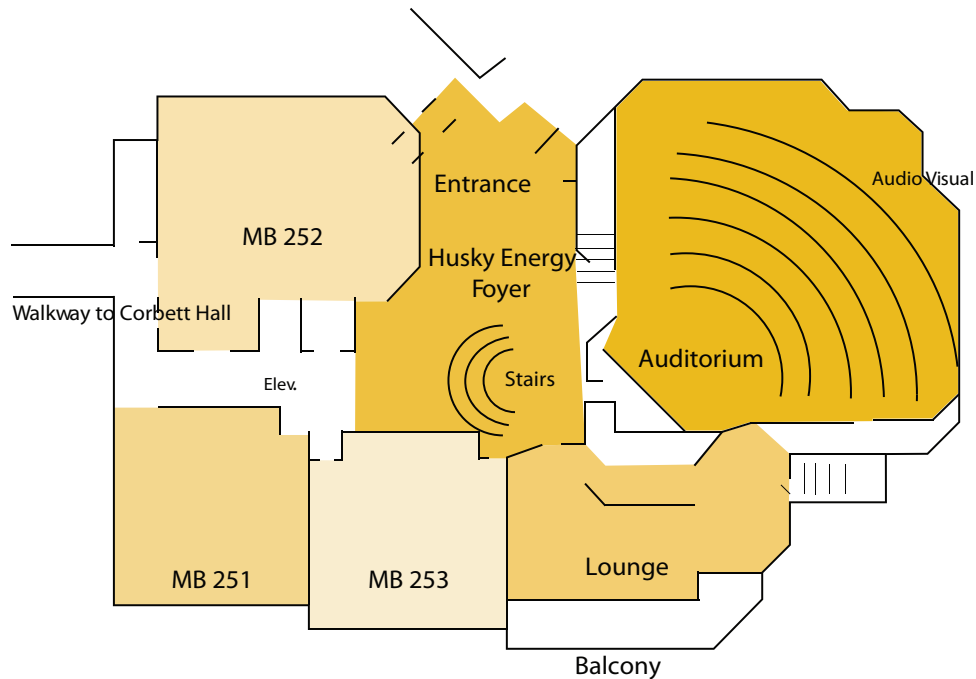 Audio Visual
Entrance
MB 252
Husky Energy
Foyer
Walkway to Corbett Hall
Auditorium
Elev.
Stairs
MB 251
MB 253
Lounge
Balcony